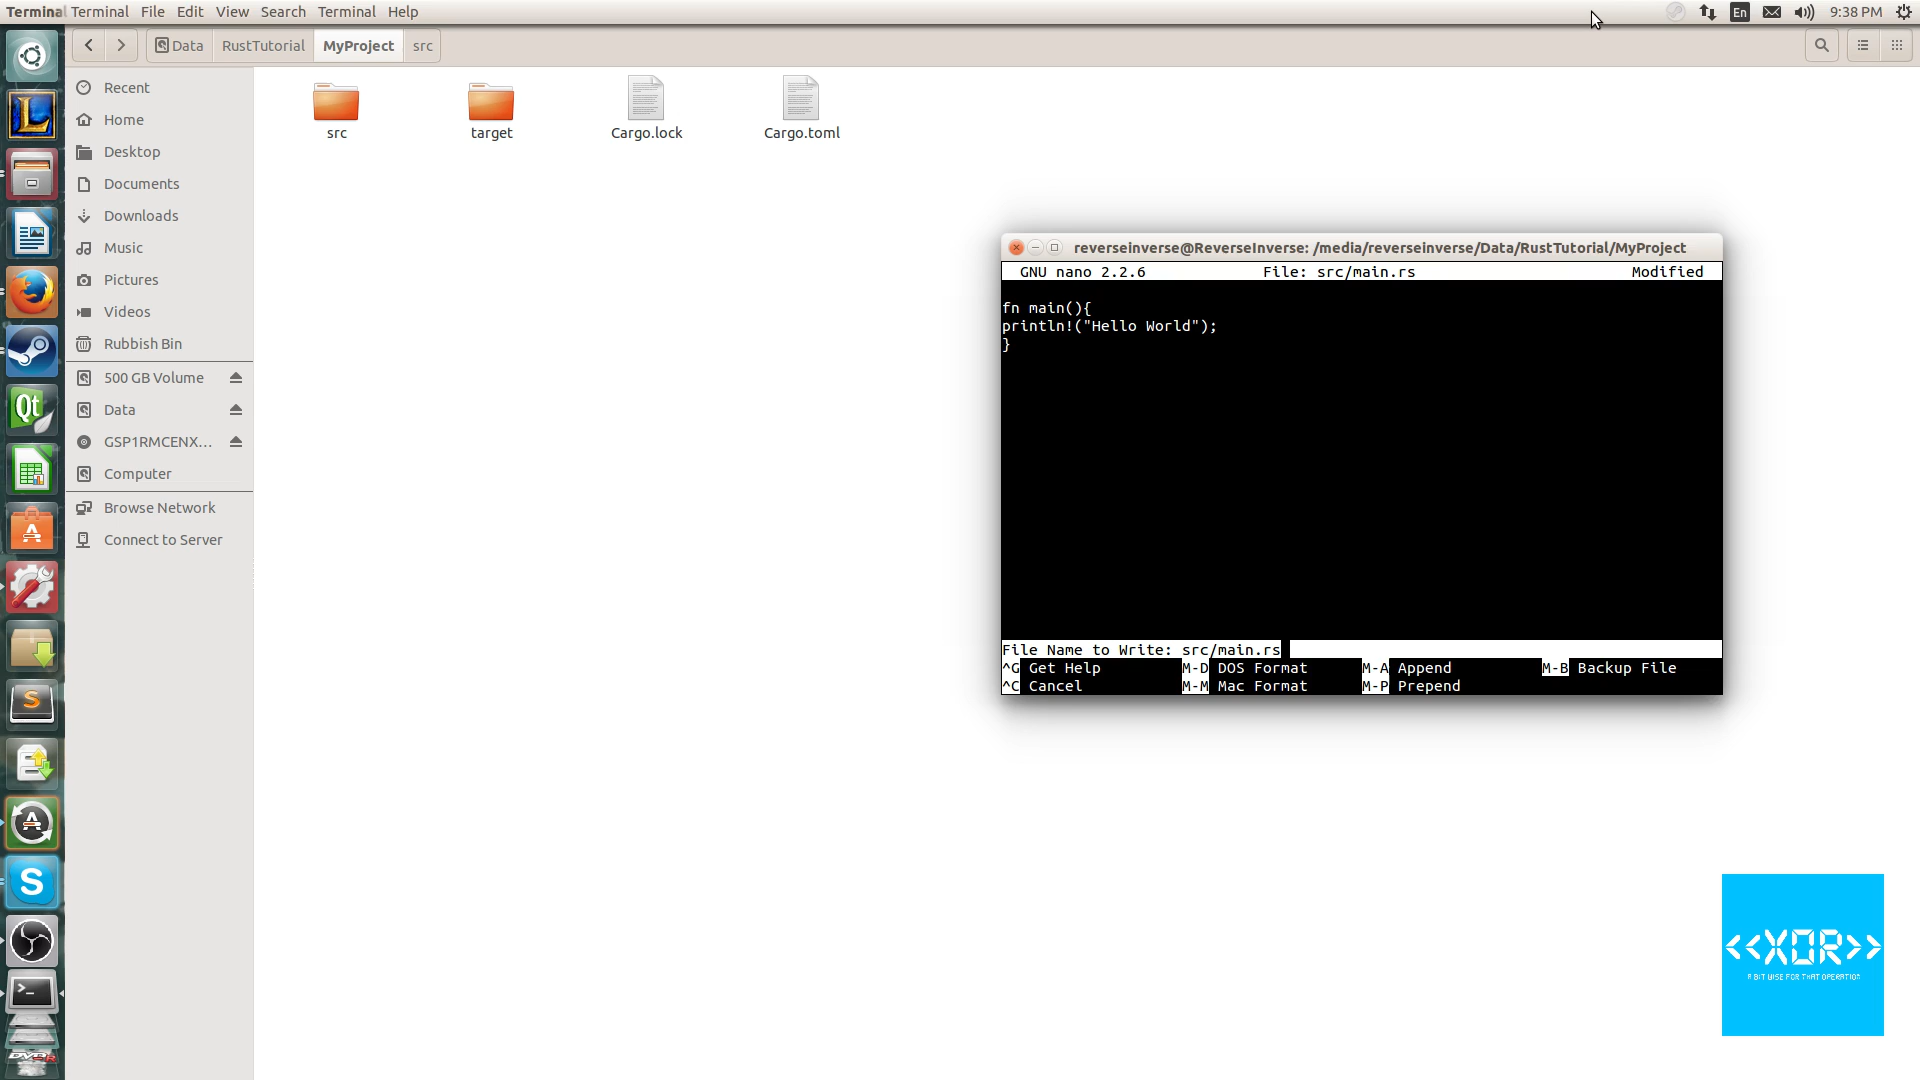 Terminal Terminal File Edit View Search Terminal Help
En 9:38 PM
Data RustTutorial MyProject src
Recent
Home
Desktop
Documents
Downloads
Music
Pictures
Videos
Rubbish Bin
500 GB Volume
Data
GSP1RMCENX...
Computer
Browse Network
Connect to Server
src target Cargo.lock Cargo.toml
reverseinverse@ReverseInverse: /media/reverseinverse/Data/RustTutorial/MyProject
GNU nano 2.2.6 File: src/main.rs Modified
fn main(){
println!("Hello World");
}
File Name to Write: src/main.rs
^G Get Help M-D DOS Format M-A Append M-B Backup File
^C Cancel M-M Mac Format M-P Prepend
L
Qt
A
S
A
S
>_
<<XOR>>
A BIT WISE FOR THAT OPERATION